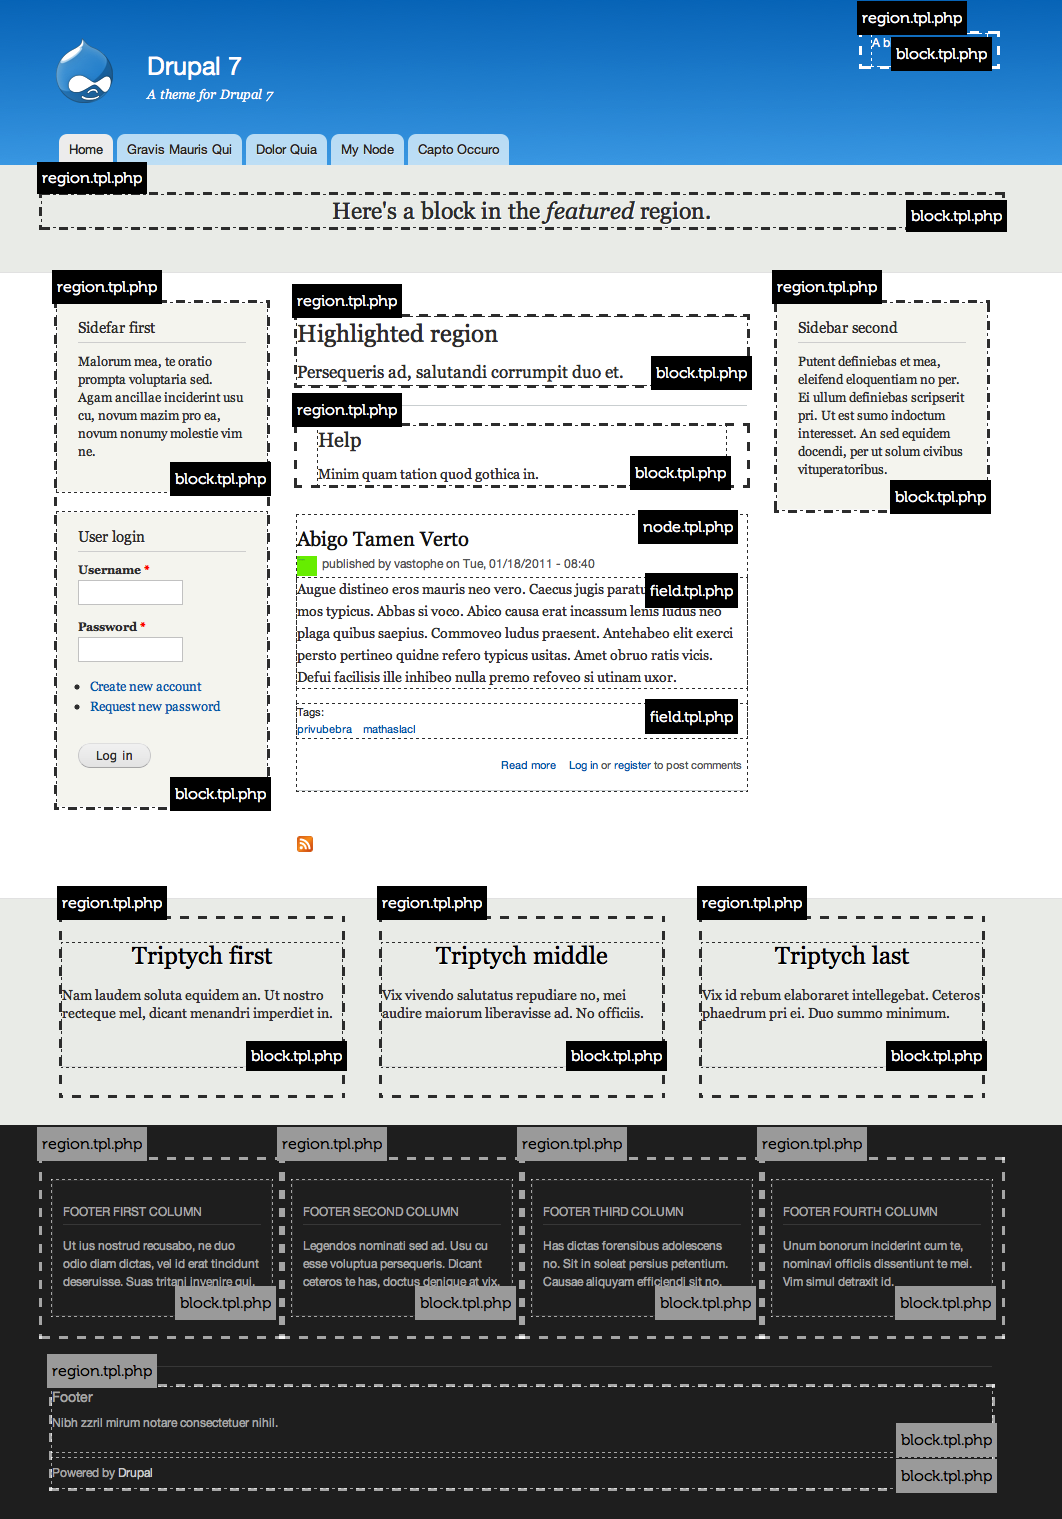 region.tpl.php
A b
block.tpl.php
Drupal 7
A theme for Drupal 7
Home
Gravis Mauris Qui
Dolor Quia
My Node
Capto Occuro
region.tpl.php
Here's a block in the featured region.
block.tpl.php
region.tpl.php
Sidefar first
Malorum mea, te oratio
prompta voluptaria sed.
Agam ancillae inciderint usu
cu, novum mazim pro ea,
novum nonumy molestie vim
ne.
block.tpl.php
User login
Username *
Password *
Create new account
Request new password
Log in
block.tpl.php
region.tpl.php
Highlighted region
Persequeris ad, salutandi corrumpit duo et.
block.tpl.php
region.tpl.php
Help
Minim quam tation quod gothica in.
block.tpl.php
node.tpl.php
Abigo Tamen Verto
published by vastophe on Tue, 01/18/2011 - 08:40
field.tpl.php
Augue distineo eros mauris neo vero. Caecus jugis
mos typicus. Abbas si voco. Abico causa erat incassum lenis ludus neo
plaga quibus saepius. Commoveo ludus praesent. Antehabeo elit exerci
persto pertineo quidne refero typicus usitas. Amet obruo ratis vicis.
Defui facilisis ille inhibeo nulla premo refoveo si utinam uxor.
field.tpl.php
Tags:
privubebra mathaslacl
Read more Log in or register to post comments
region.tpl.php
Sidebar second
Putent definiebas et mea,
eleifend eloquentiam no per.
Ei ullum definiebas scripserit
pri. Ut est sumo indoctum
interesset. An sed equidem
docendi, per ut solum civibus
vituperatoribus.
block.tpl.php
region.tpl.php
Triptych first
Nam laudem soluta equidem an. Ut nostro
recteque mel, dicant menandri imperdiet in.
block.tpl.php
region.tpl.php
Triptych middle
Vix vivendo salutatus repudiare no, mei
audire maiorum liberavisse ad. No officiis.
block.tpl.php
region.tpl.php
Triptych last
Vix id rebum elaboraret intellegebat. Ceteros
phaedrum pri ei. Duo summo minimum.
block.tpl.php
region.tpl.php
FOOTER FIRST COLUMN
Ut ius nostrud recusabo, ne duo
odio diam dictas, vel id erat tincidunt
deseruisse. Suas tritani invenire qui.
block.tpl.php
region.tpl.php
FOOTER SECOND COLUMN
Legendos nominati sed ad. Usu cu
esse voluptua persequeris. Dicant
ceteros te has, doctus denique at vix.
block.tpl.php
region.tpl.php
FOOTER THIRD COLUMN
Has dictas forensibus adolescens
no. Sit in soleat persius petentium.
Causae aliquyam efficiendi sit no.
block.tpl.php
region.tpl.php
FOOTER FOURTH COLUMN
Unum bonorum inciderint cum te,
nominavi officiis dissentiunt te mei.
Vim simul detraxit id.
block.tpl.php
region.tpl.php
Footer
Nibh zzril mirum notare consectetuer nihil.
block.tpl.php
Powered by Drupal
block.tpl.php